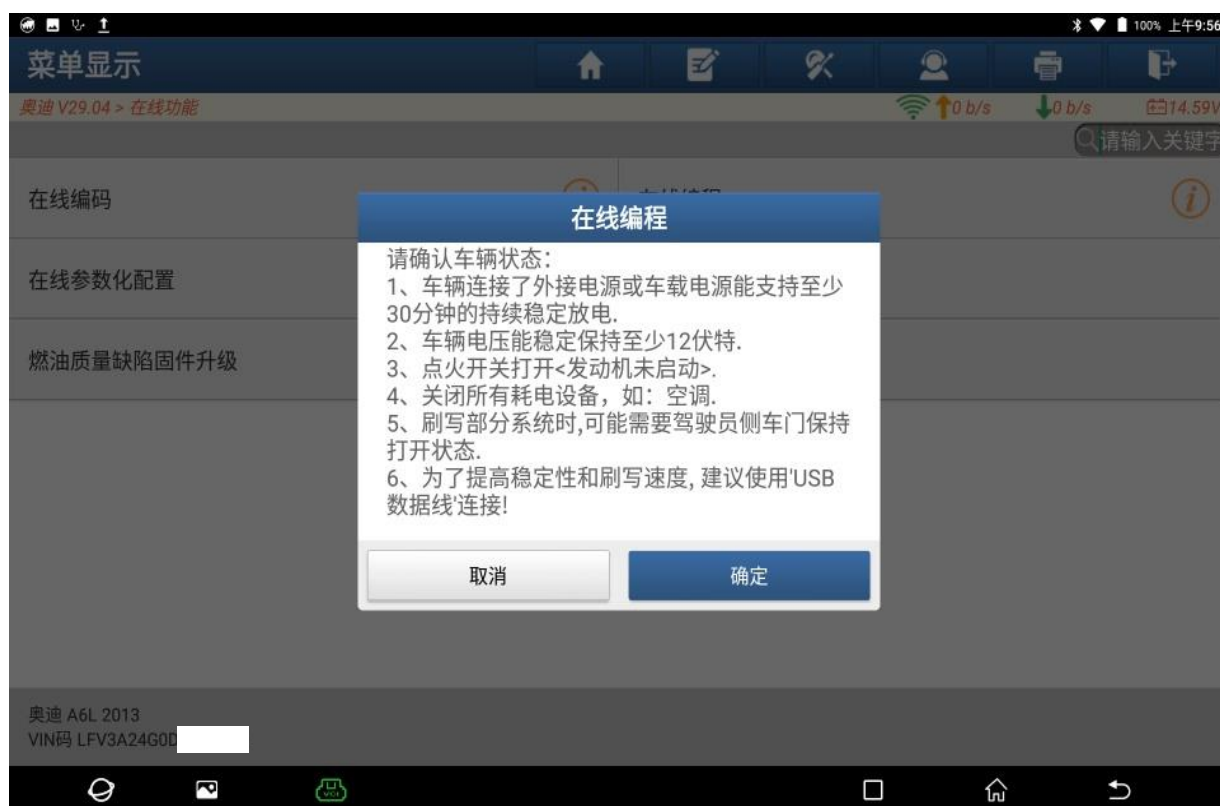 100% 上午9:56
菜单显示
奥迪 V29.04 > 在线功能
0 b/s
0 b/s
14.59V
请输入关键字
在线编码
在线参数化配置
燃油质量缺陷固件升级
在线编程
请确认车辆状态：
1、车辆连接了外接电源或车载电源能支持至少
30分钟的持续稳定放电.
2、车辆电压能稳定保持至少12伏特.
3、点火开关打开<发动机未启动>.
4、关闭所有耗电设备，如：空调.
5、刷写部分系统时,可能需要驾驶员侧车门保持
打开状态.
6、为了提高稳定性和刷写速度, 建议使用'USB
数据线'连接!
取消
确定
奥迪 A6L 2013
VIN码 LFV3A24G0D
VCI